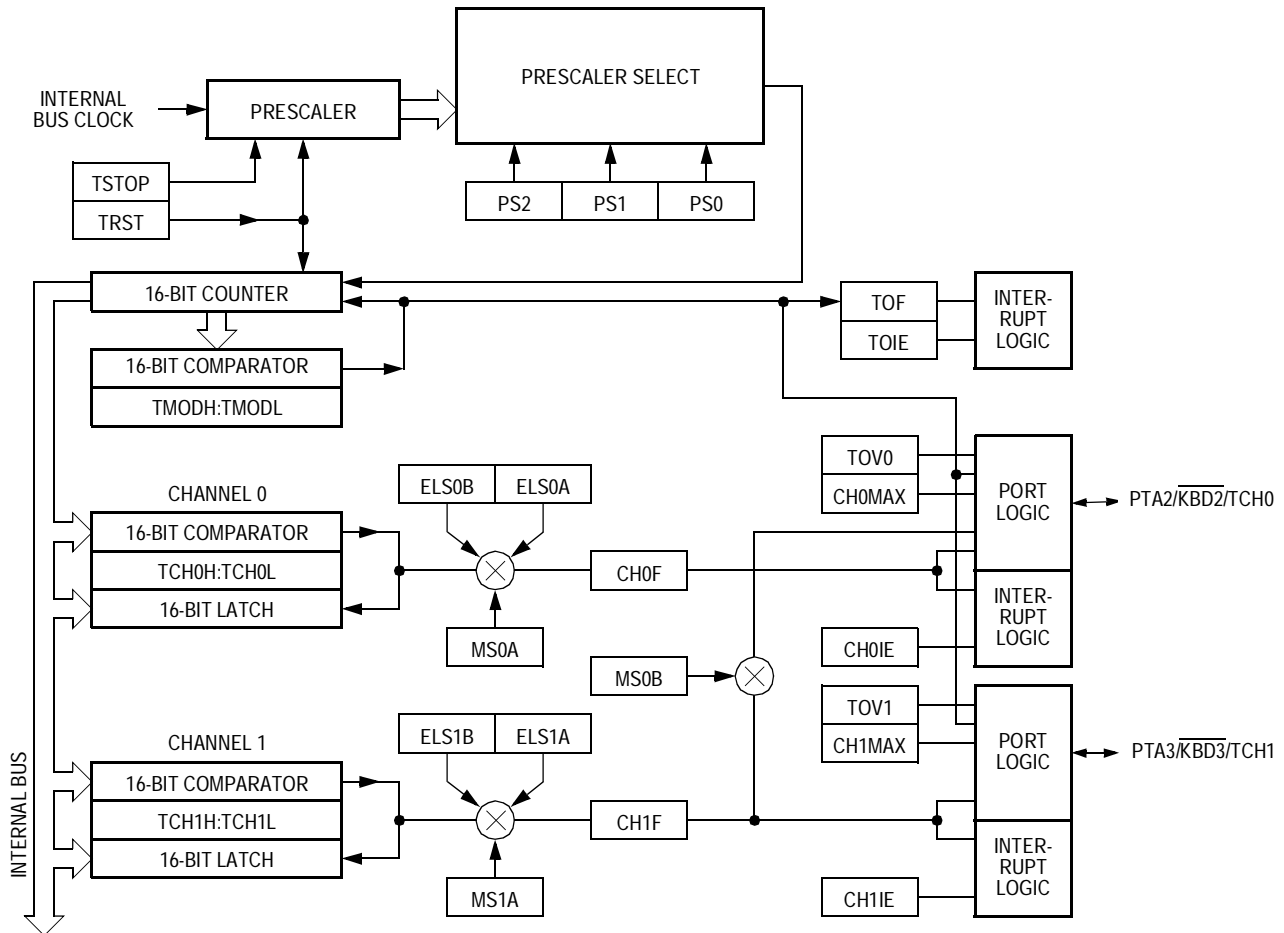 PRESCALER SELECT
INTERNAL
BUS CLOCK
PRESCALER
TSTOP
TRST
PS2
PS1
PS0
16-BIT COUNTER
16-BIT COMPARATOR
TMODH:TMODL
TOF
TOIE
INTER-
RUPT
LOGIC
CHANNEL 0
16-BIT COMPARATOR
TCH0H:TCH0L
16-BIT LATCH
ELS0B
ELS0A
MS0A
CH0F
TOV0
CH0MAX
PORT
LOGIC
PTA2/KBD2/TCH0
INTER-
RUPT
LOGIC
CH0IE
MS0B
CHANNEL 1
16-BIT COMPARATOR
TCH1H:TCH1L
16-BIT LATCH
ELS1B
ELS1A
MS1A
CH1F
TOV1
CH1MAX
PORT
LOGIC
PTA3/KBD3/TCH1
INTER-
RUPT
LOGIC
CH1IE
INTERNAL BUS